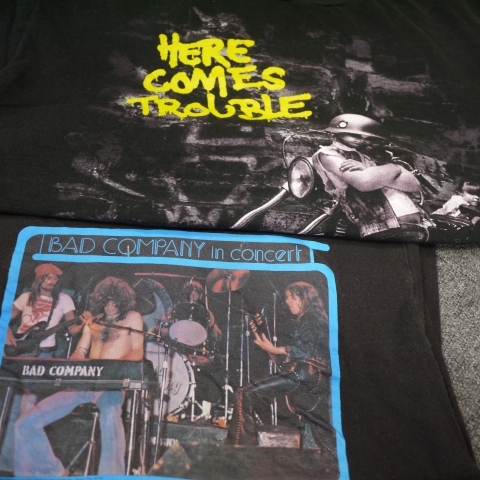 HERE
COMES
TROUBLE
BAD COMPANY in concert
BAD COMPANY